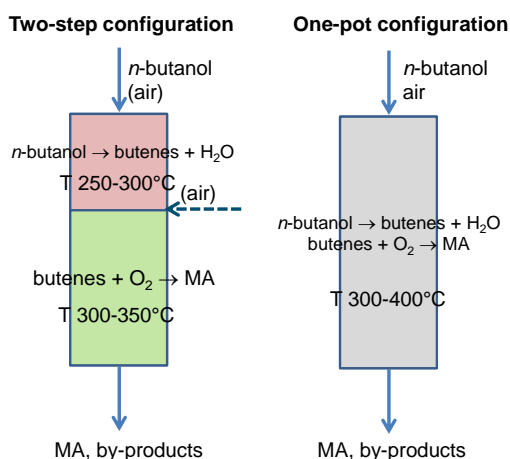 Two-step configuration
n-butanol
(air)
n-butanol → butenes + H₂O
T 250-300°C
(air)
butenes + O₂ → MA
T 300-350°C
MA, by-products
One-pot configuration
n-butanol
air
n-butanol → butenes + H₂O
butenes + O₂ → MA
T 300-400°C
MA, by-products